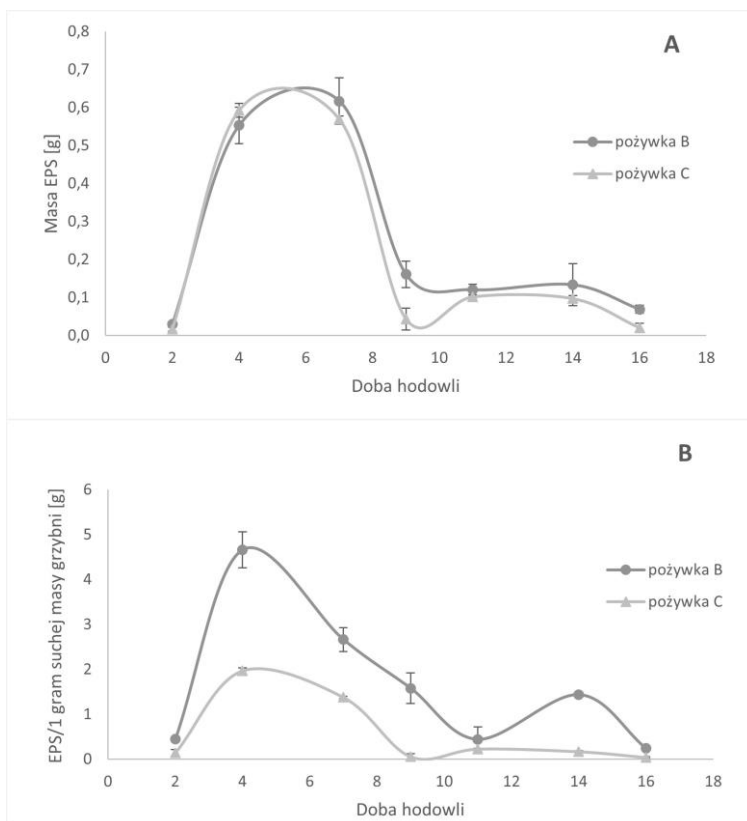 A
Masa EPS [g]
0,8
0,7
0,6
0,5
0,4
0,3
0,2
0,1
0,0
0 2 4 6 8 10 12 14 16 18
Doba hodowli
pożywka B
pożywka C
B
EPS/1 gram suchej masy grzybni [g]
6
5
4
3
2
1
0
0 2 4 6 8 10 12 14 16 18
Doba hodowli
pożywka B
pożywka C